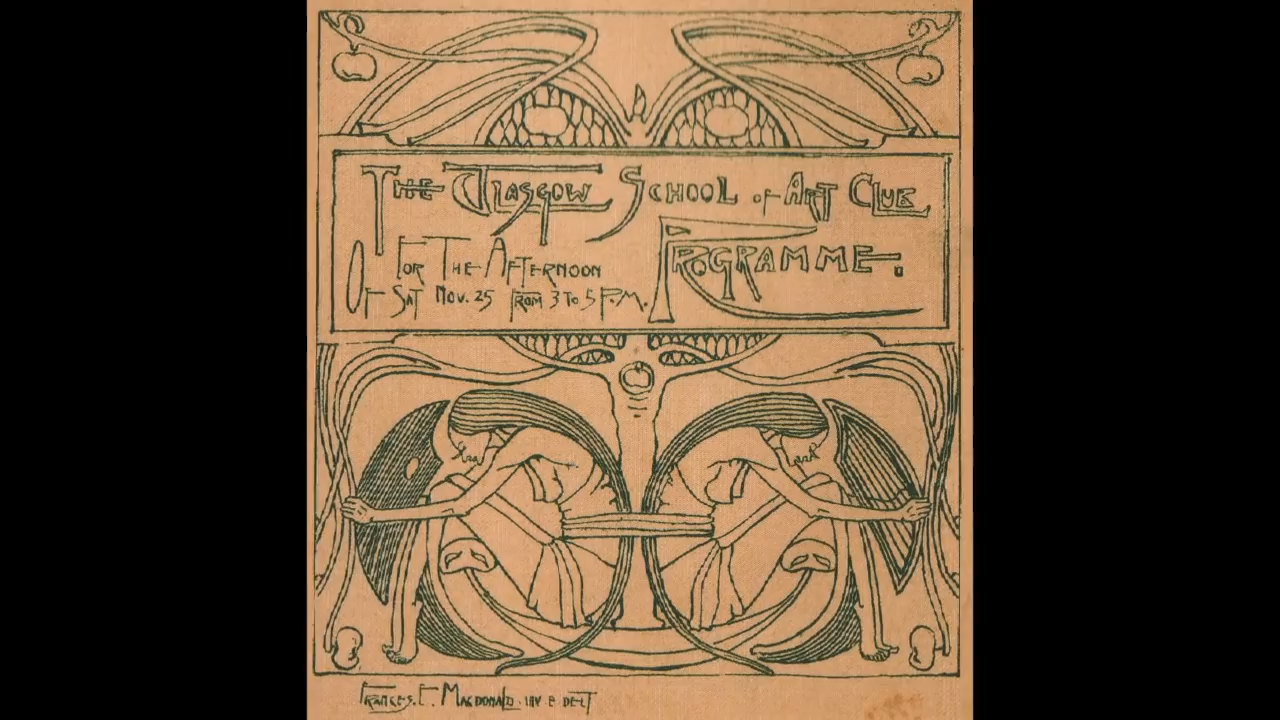 THE GLASGOW SCHOOL OF ART CLUB
PROGRAMME.
FOR THE AFTERNOON
OF SAT NOV. 25 FROM 3 TO 5 P.M.
FRANCES. E. MACDONALD. INV E DELT